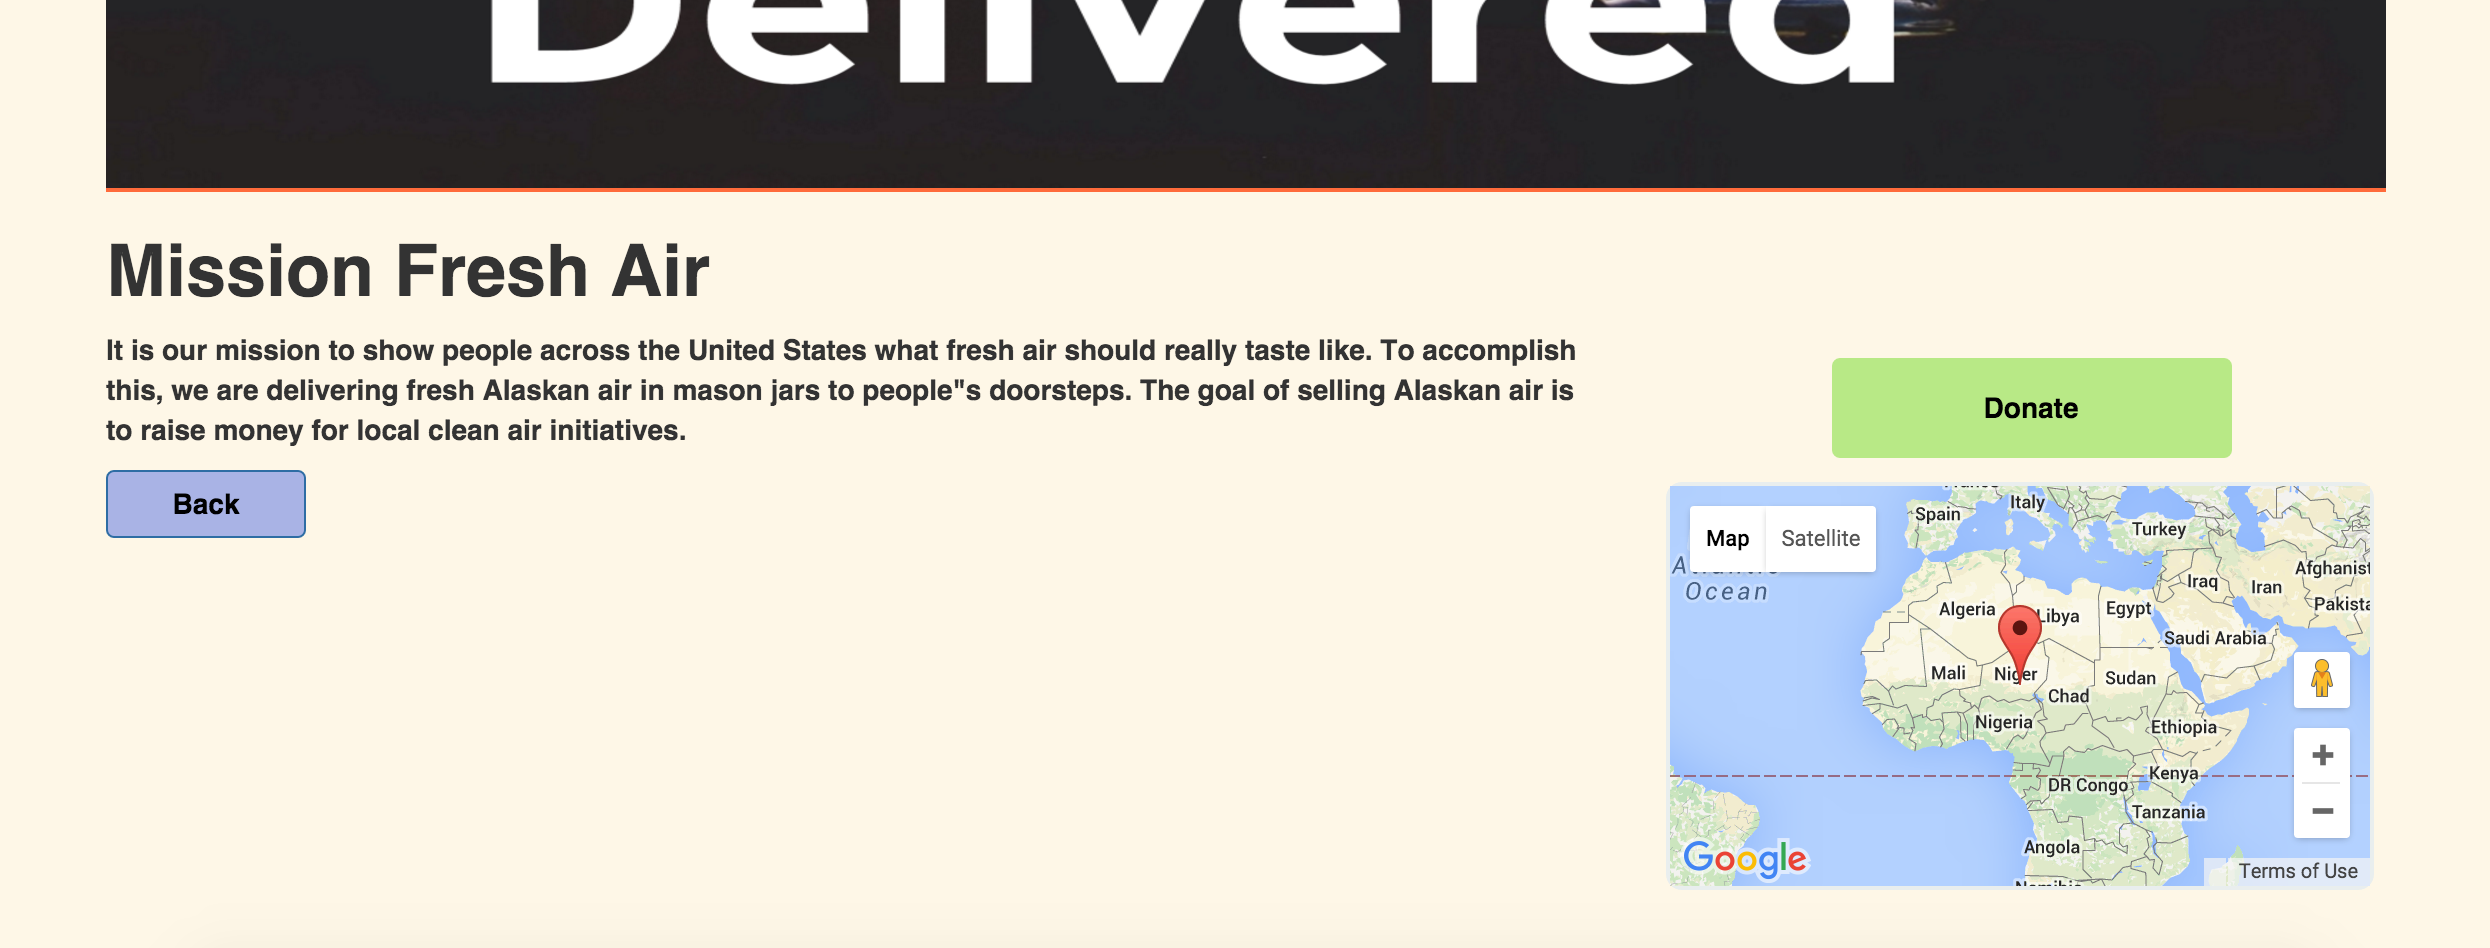 Delivered
Mission Fresh Air
It is our mission to show people across the United States what fresh air should really taste like. To accomplish
this, we are delivering fresh Alaskan air in mason jars to people"s doorsteps. The goal of selling Alaskan air is
to raise money for local clean air initiatives.
Back
Donate
Map
Satellite
Ocean
Spain
Italy
Turkey
Afghanist
Iraq
Iran
Pakista
Algeria
Libya
Egypt
Saudi Arabia
Mali
Niger
Chad
Sudan
Nigeria
Ethiopia
DR Congo
Kenya
Tanzania
Angola
Google
Terms of Use